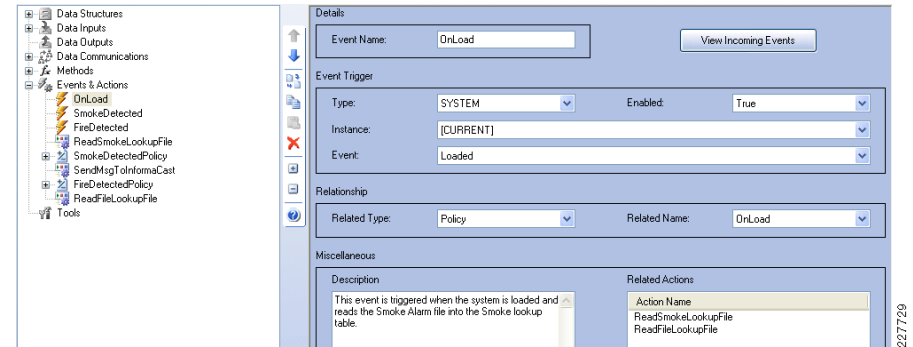 Data Structures
Data Inputs
Data Outputs
Data Communications
fx Methods
Events & Actions
OnLoad
SmokeDetected
FireDetected
ReadSmokeLookupFile
SmokeDetectedPolicy
SendMsgToInformaCast
FireDetectedPolicy
ReadFileLookupFile
Tools
Details
Event Name: OnLoad
View Incoming Events
Event Trigger
Type: SYSTEM Enabled: True
Instance: [CURRENT]
Event: Loaded
Relationship
Related Type: Policy Related Name: OnLoad
Miscellaneous
Description
This event is triggered when the system is loaded and
reads the Smoke Alarm file into the Smoke lookup
table.
Related Actions
Action Name
ReadSmokeLookupFile
ReadFileLookupFile
227729